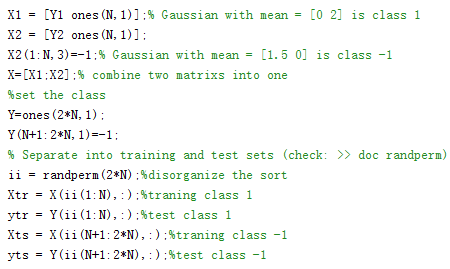 X1 = [Y1 ones(N,1)];% Gaussian with mean = [0 2] is class 1
X2 = [Y2 ones(N,1)];
X2(1:N,3)=-1;% Gaussian with mean = [1.5 0] is class -1
X=[X1;X2];% combine two matrixs into one
%set the class
Y=ones(2*N,1);
Y(N+1:2*N,1)=-1;
% Separate into training and test sets (check: >> doc randperm)
ii = randperm(2*N);%disorganize the sort
Xtr = X(ii(1:N),:);%traning class 1
ytr = Y(ii(1:N),:);%test class 1
Xts = X(ii(N+1:2*N),:);%traning class -1
yts = Y(ii(N+1:2*N),:);%test class -1